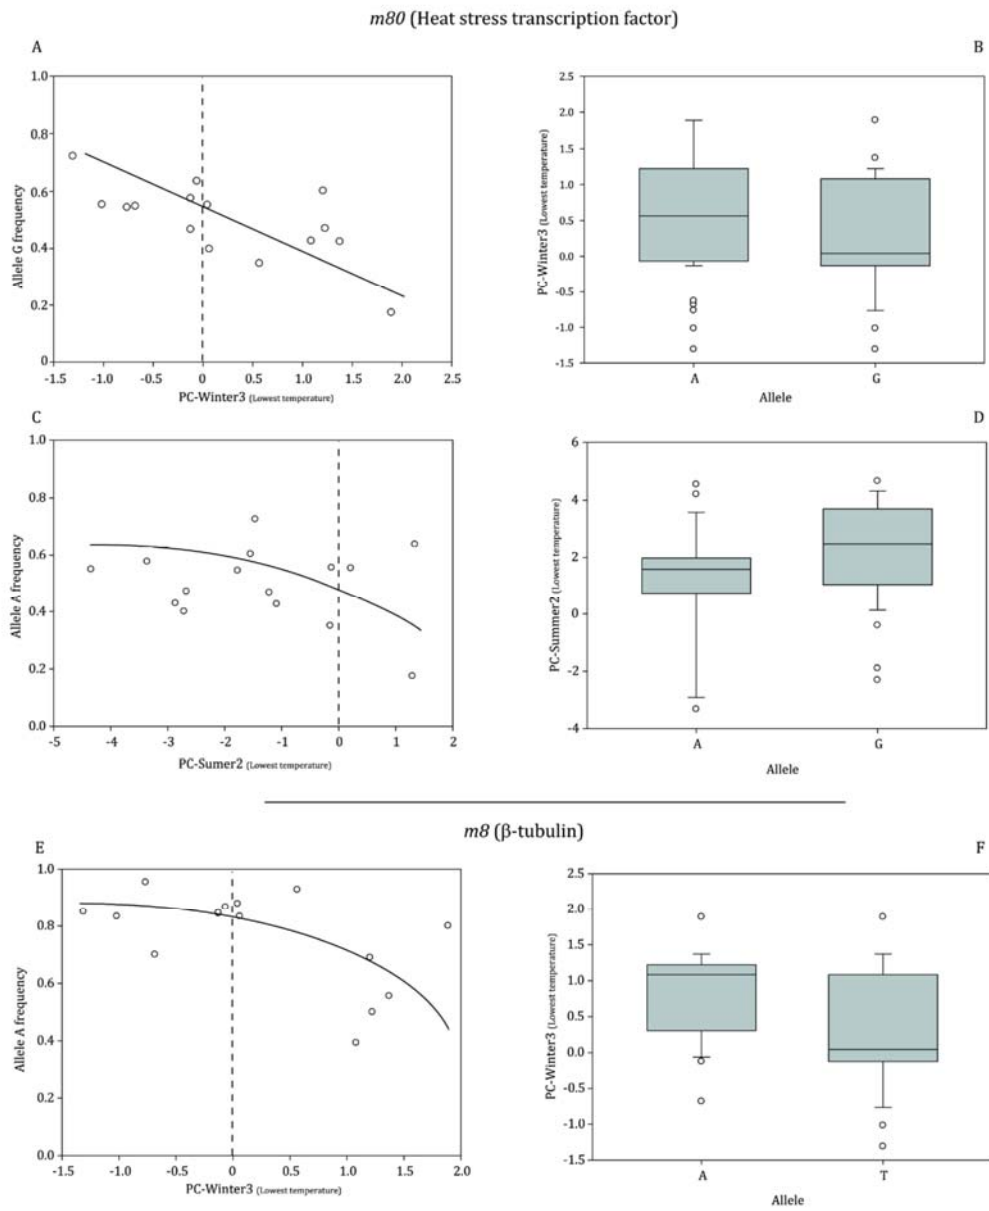 m80 (Heat stress transcription factor)
A
1.0
0.8
0.6
0.4
0.2
0
Allele G frequency
-1.5 -1.0 -0.5 0 0.5 1.0 1.5 2.0 2.5
PC-Winter3 (Lowest temperature)
B
2.5
2.0
1.5
1.0
0.5
0.0
-0.5
-1.0
-1.5
PC-Winter3 (Lowest temperature)
A G
Allele
C
1.0
0.8
0.6
0.4
0.2
0.0
Allele A frequency
-5 -4 -3 -2 -1 0 1 2
PC-Sumer2 (Lowest temperature)
D
6
4
2
0
-2
-4
PC-Summer2 (Lowest temperature)
A G
Allele
m8 (β-tubulin)
E
1.0
0.8
0.6
0.4
0.2
0
Allele A frequency
-1.5 -1.0 -0.5 0 0.5 1.0 1.5 2.0
PC-Winter3 (Lowest temperature)
F
2.5
2.0
1.5
1.0
0.5
0.0
-0.5
-1.0
-1.5
PC-Winter3 (Lowest temperature)
A T
Allele